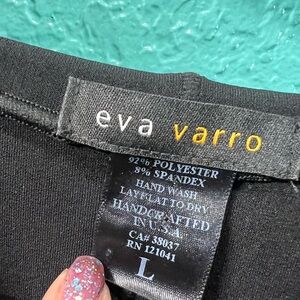 eva varro
92% POLYESTER
8% SPANDEX
HAND WASH
LAY FLAT TO DRY
HANDCRAFTED
IN U.S.A.
CA# 38037
RN 121041
L